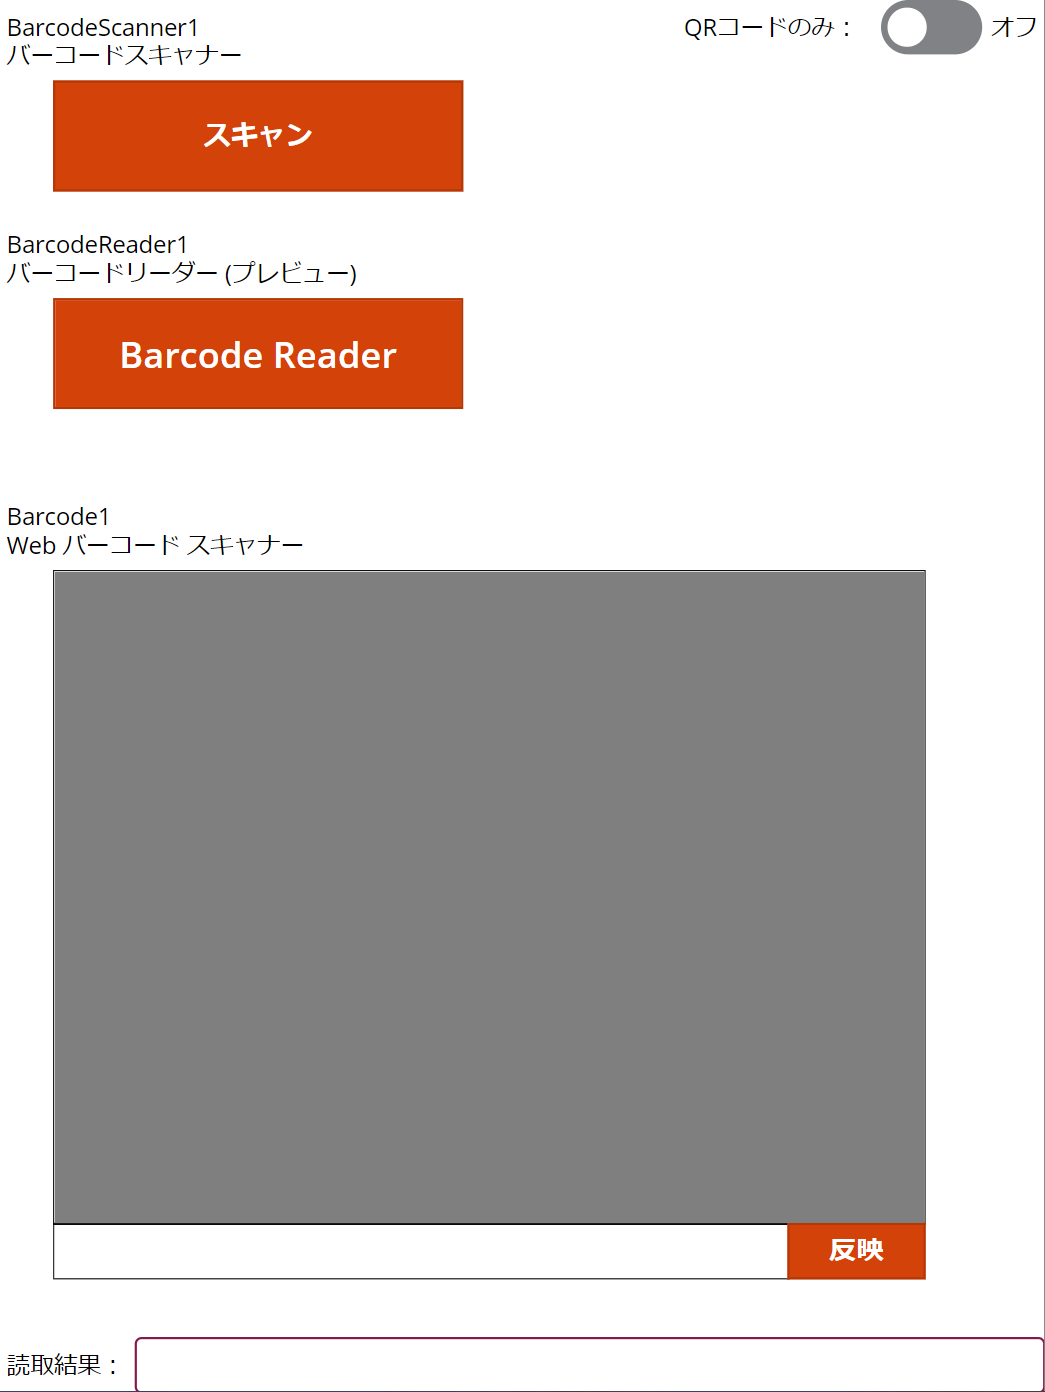 BarcodeScanner1
バーコードスキャナー
QRコードのみ：
オフ
スキャン
BarcodeReader1
バーコードリーダー (プレビュー)
Barcode Reader
Barcode1
Web バーコード スキャナー
反映
読取結果：